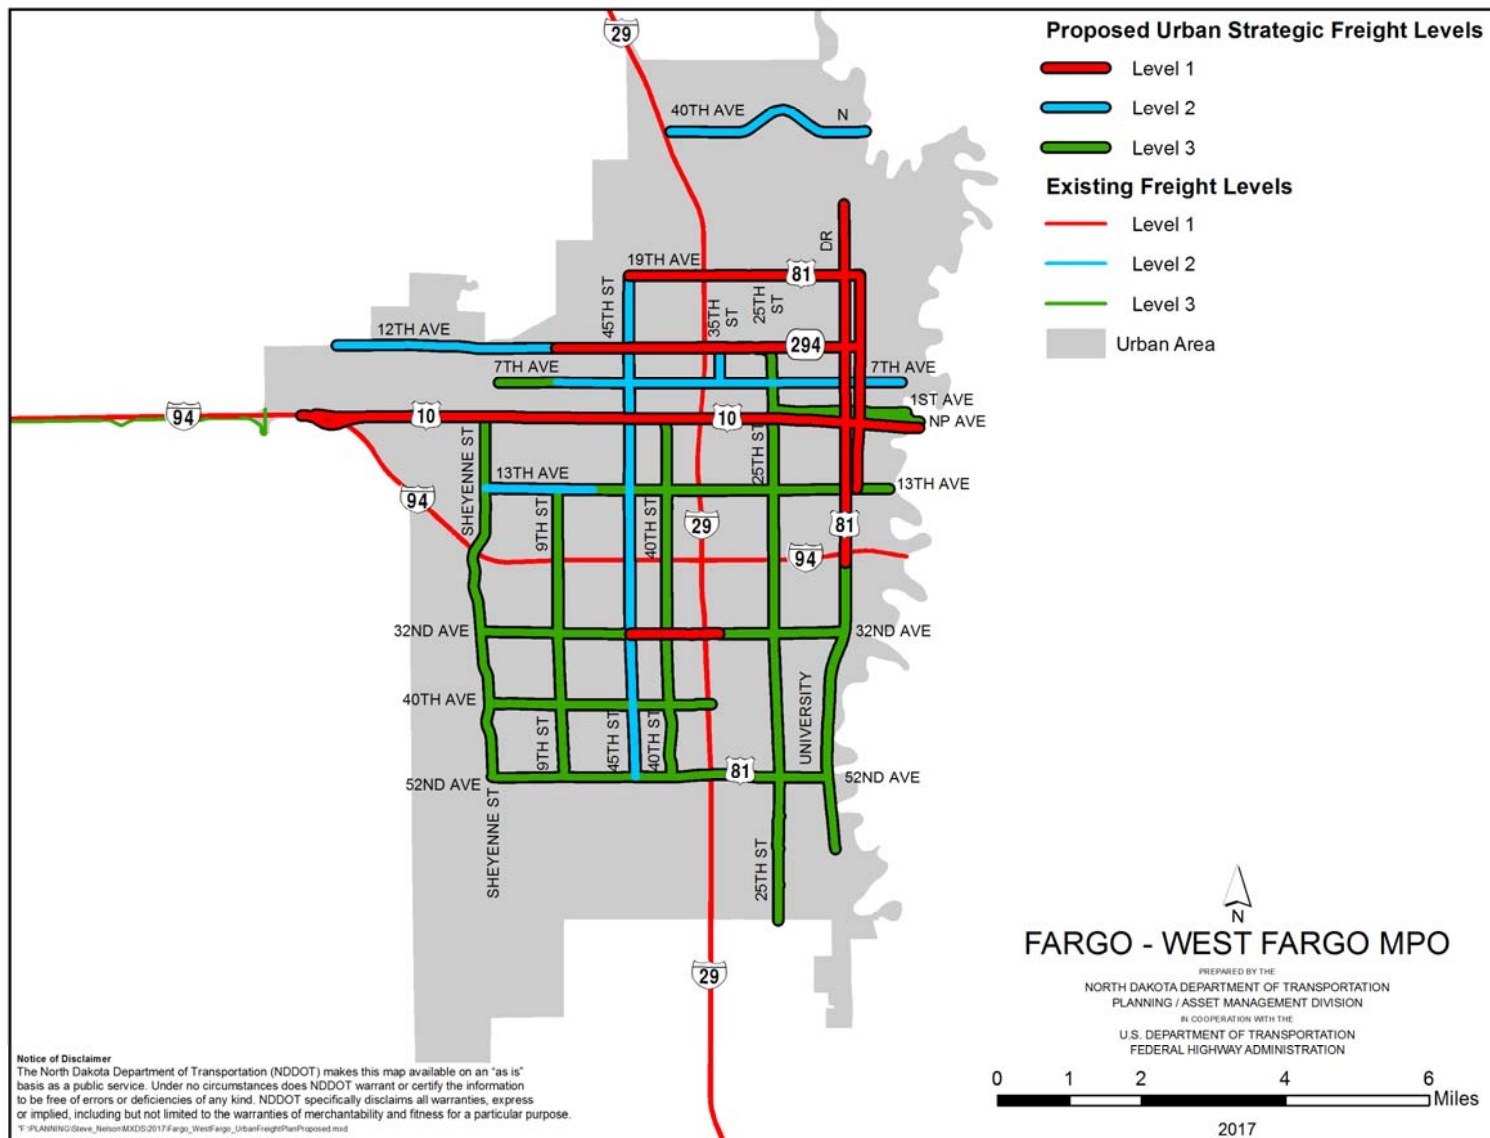 29
Proposed Urban Strategic Freight Levels
Level 1
Level 2
Level 3
Existing Freight Levels
Level 1
Level 2
Level 3
Urban Area
40TH AVE
N
DR
19TH AVE
81
45TH ST
35TH ST
25TH ST
12TH AVE
294
7TH AVE
7TH AVE
1ST AVE
NP AVE
94
10
10
SHEYENNE ST
25TH ST
13TH AVE
13TH AVE
94
9TH ST
40TH ST
29
81
94
32ND AVE
32ND AVE
40TH AVE
UNIVERSITY
9TH ST
45TH ST
40TH ST
81
52ND AVE
52ND AVE
SHEYENNE ST
25TH ST
29
N
FARGO - WEST FARGO MPO
PREPARED BY THE
NORTH DAKOTA DEPARTMENT OF TRANSPORTATION
PLANNING / ASSET MANAGEMENT DIVISION
IN COOPERATION WITH THE
U.S. DEPARTMENT OF TRANSPORTATION
FEDERAL HIGHWAY ADMINISTRATION
0 1 2 4 6
Miles
2017
Notice of Disclaimer
The North Dakota Department of Transportation (NDDOT) makes this map available on an "as is"
basis as a public service. Under no circumstances does NDDOT warrant or certify the information
to be free of errors or deficiencies of any kind. NDDOT specifically disclaims all warranties, express
or implied, including but not limited to the warranties of merchantability and fitness for a particular purpose.
"F:\PLANNING\Steve_Nelson\MXDS\2017\Fargo_WestFargo_UrbanFreightPlanProposed.mxd